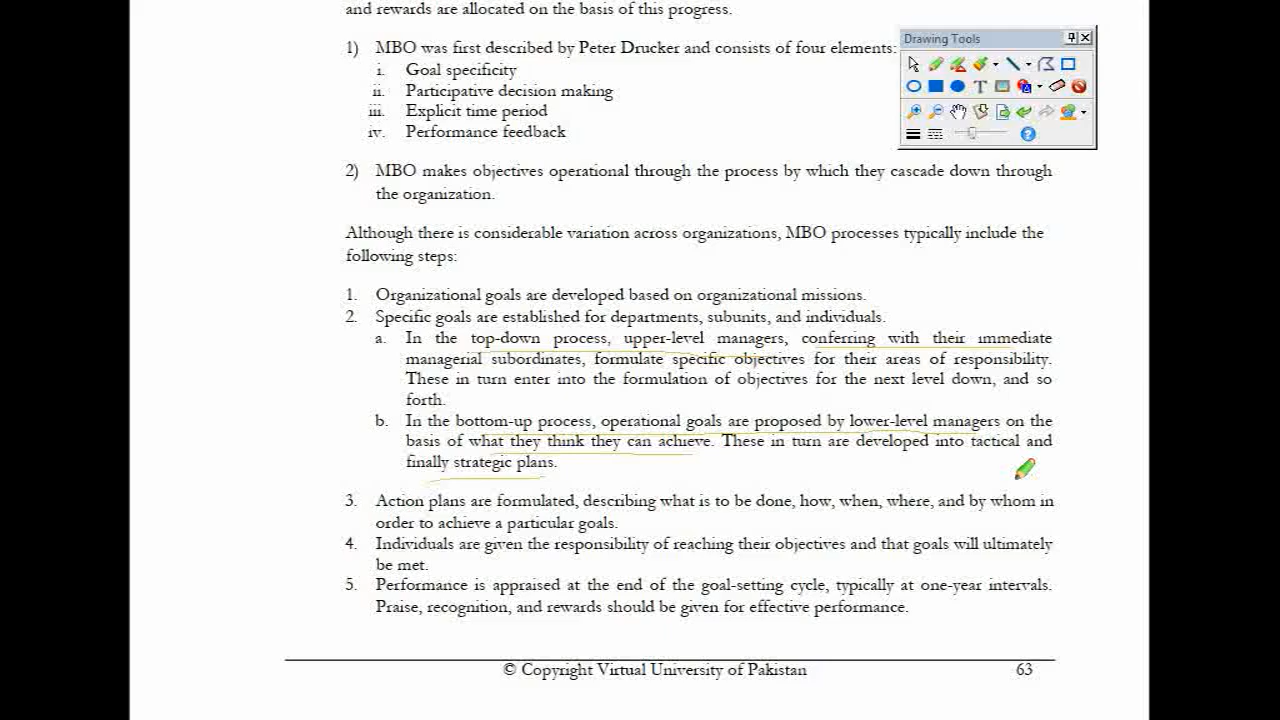 and rewards are allocated on the basis of this progress.
Drawing Tools
1) MBO was first described by Peter Drucker and consists of four elements:
i. Goal specificity
ii. Participative decision making
iii. Explicit time period
iv. Performance feedback
2) MBO makes objectives operational through the process by which they cascade down through
the organization.
Although there is considerable variation across organizations, MBO processes typically include the
following steps:
1. Organizational goals are developed based on organizational missions.
2. Specific goals are established for departments, subunits, and individuals.
a. In the top-down process, upper-level managers, conferring with their immediate
managerial subordinates, formulate specific objectives for their areas of responsibility.
These in turn enter into the formulation of objectives for the next level down, and so
forth.
b. In the bottom-up process, operational goals are proposed by lower-level managers on the
basis of what they think they can achieve. These in turn are developed into tactical and
finally strategic plans.
3. Action plans are formulated, describing what is to be done, how, when, where, and by whom in
order to achieve a particular goals.
4. Individuals are given the responsibility of reaching their objectives and that goals will ultimately
be met.
5. Performance is appraised at the end of the goal-setting cycle, typically at one-year intervals.
Praise, recognition, and rewards should be given for effective performance.
© Copyright Virtual University of Pakistan 63